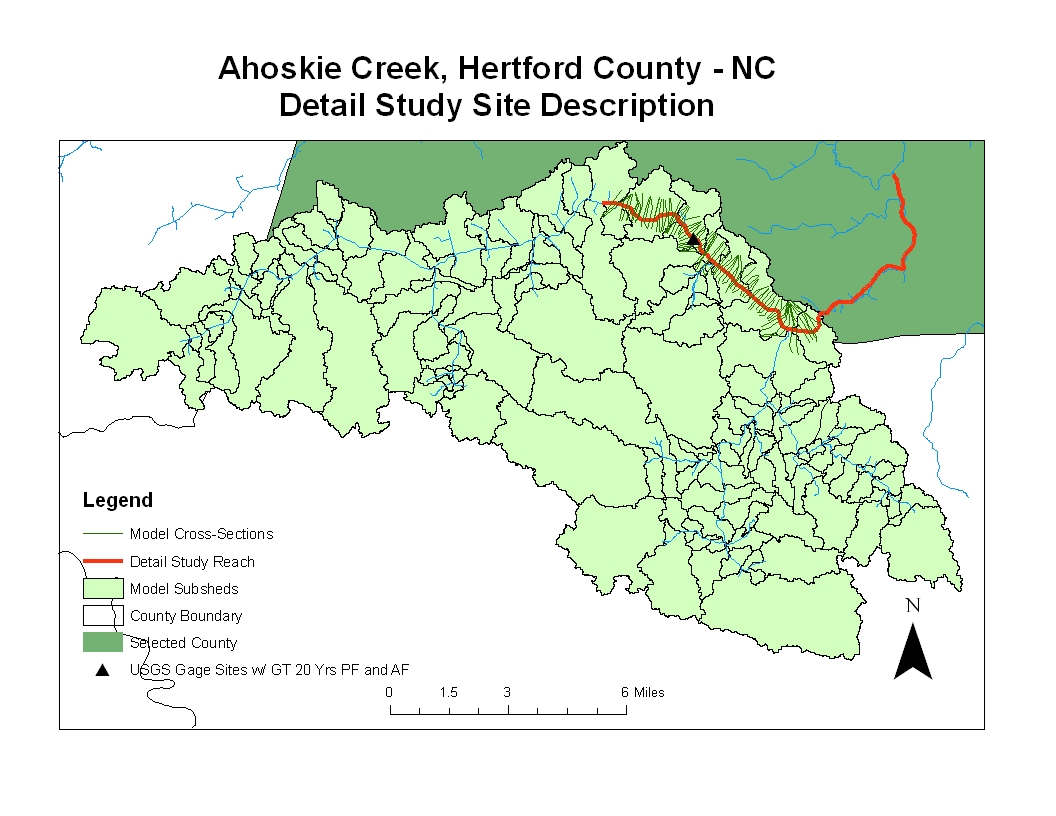 Ahoskie Creek, Hertford County - NC
Detail Study Site Description
Legend
Model Cross-Sections
Detail Study Reach
Model Subsheds
County Boundary
Selected County
USGS Gage Sites w/ GT 20 Yrs PF and AF
0 1.5 3 6 Miles
N